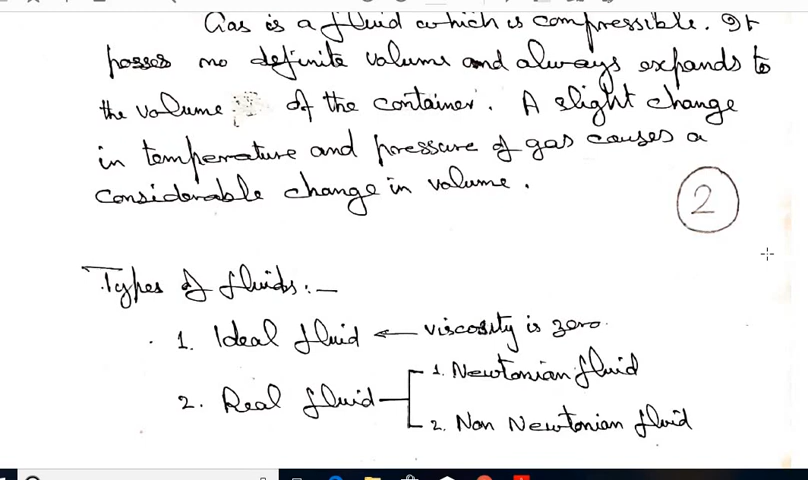 Gas is a fluid which is compressible. It
posses no definite volume and always expands to
the volume of the container. A slight change
in temperature and pressure of gas causes a
considerable change in volume.
2
Types of fluids:—
1. Ideal fluid ← viscosity is zero.
1. Newtonian fluid
2. Real fluid
2. Non Newtonian fluid